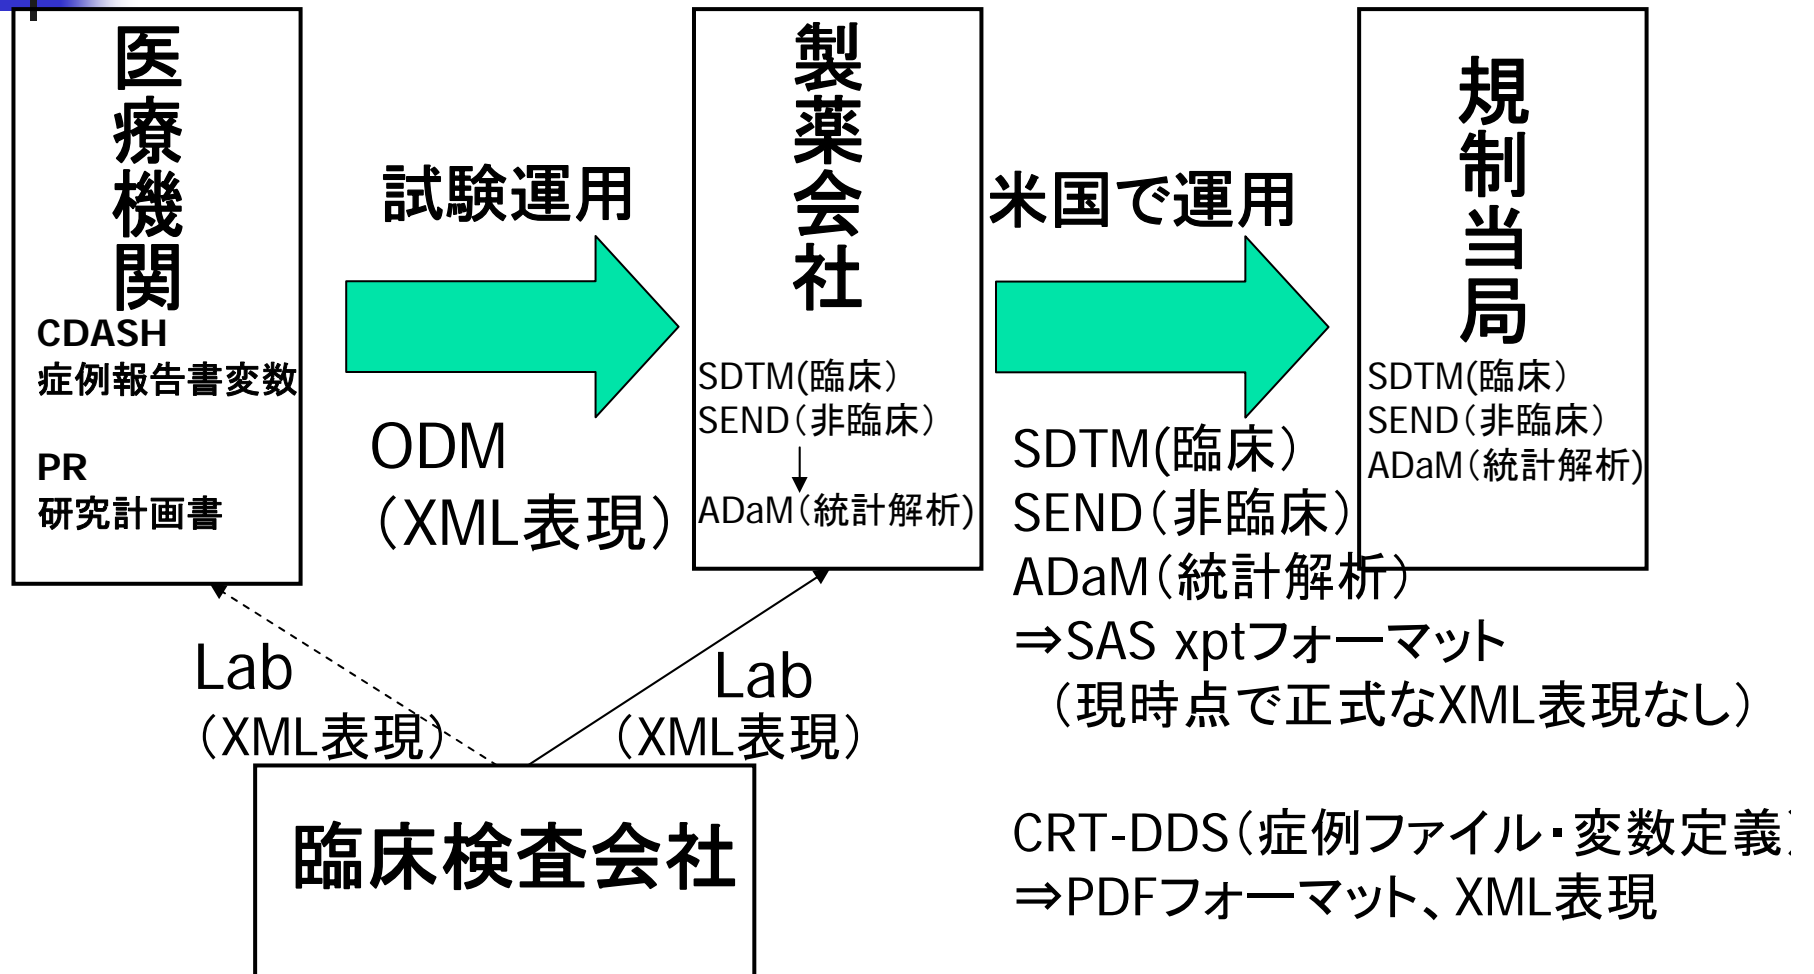 医療機関
CDASH
症例報告書変数
PR
研究計画書
試験運用
ODM
（XML表現）
製薬会社
SDTM(臨床）
SEND（非臨床）
ADaM（統計解析)
米国で運用
SDTM(臨床）
SEND（非臨床）
ADaM（統計解析）
⇒SAS xptフォーマット
（現時点で正式なXML表現なし）
CRT-DDS（症例ファイル・変数定義）
⇒PDFフォーマット、XML表現
規制当局
SDTM(臨床）
SEND（非臨床）
ADaM（統計解析)
Lab
（XML表現）
Lab
（XML表現）
臨床検査会社